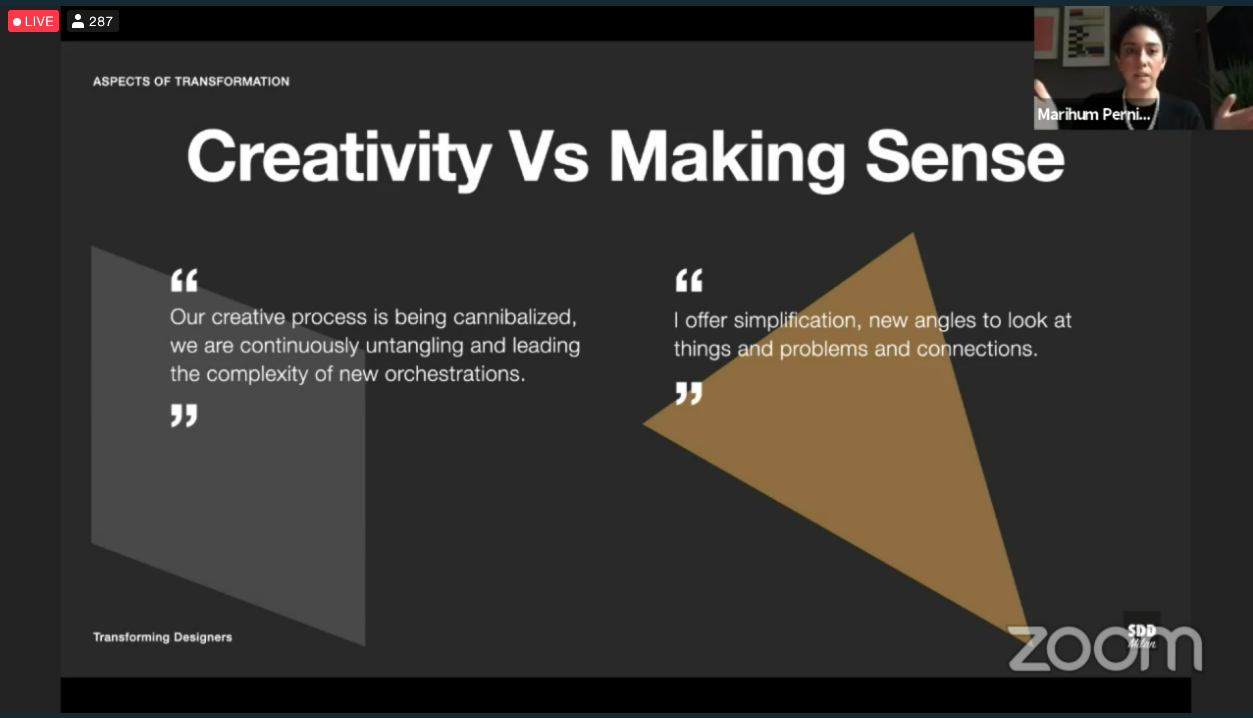 LIVE
287
Marihum Perni...
ASPECTS OF TRANSFORMATION
Creativity Vs Making Sense
“
Our creative process is being cannibalized,
we are continuously untangling and leading
the complexity of new orchestrations.
”
“
I offer simplification, new angles to look at
things and problems and connections.
”
Transforming Designers
SDD
Milan
zoom